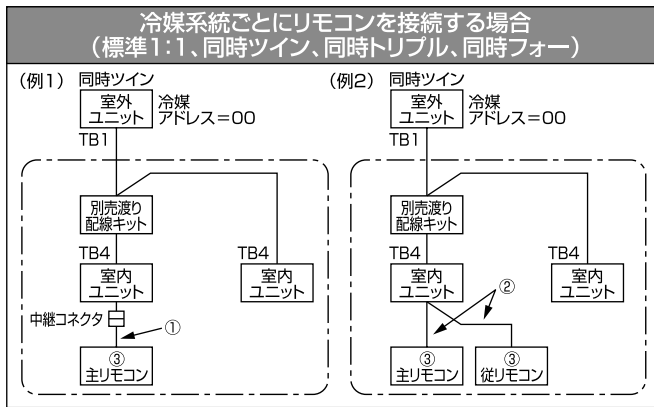 冷媒系統ごとにリモコンを接続する場合
（標準1：1、同時ツイン、同時トリプル、同時フォー）
（例1） 同時ツイン
室外
ユニット
冷媒
アドレス＝00
TB1
別売渡り
配線キット
TB4
室内
ユニット
TB4
室内
ユニット
中継コネクタ
①
③
主リモコン
（例2） 同時ツイン
室外
ユニット
冷媒
アドレス＝00
TB1
別売渡り
配線キット
TB4
室内
ユニット
TB4
室内
ユニット
②
③
主リモコン
③
従リモコン